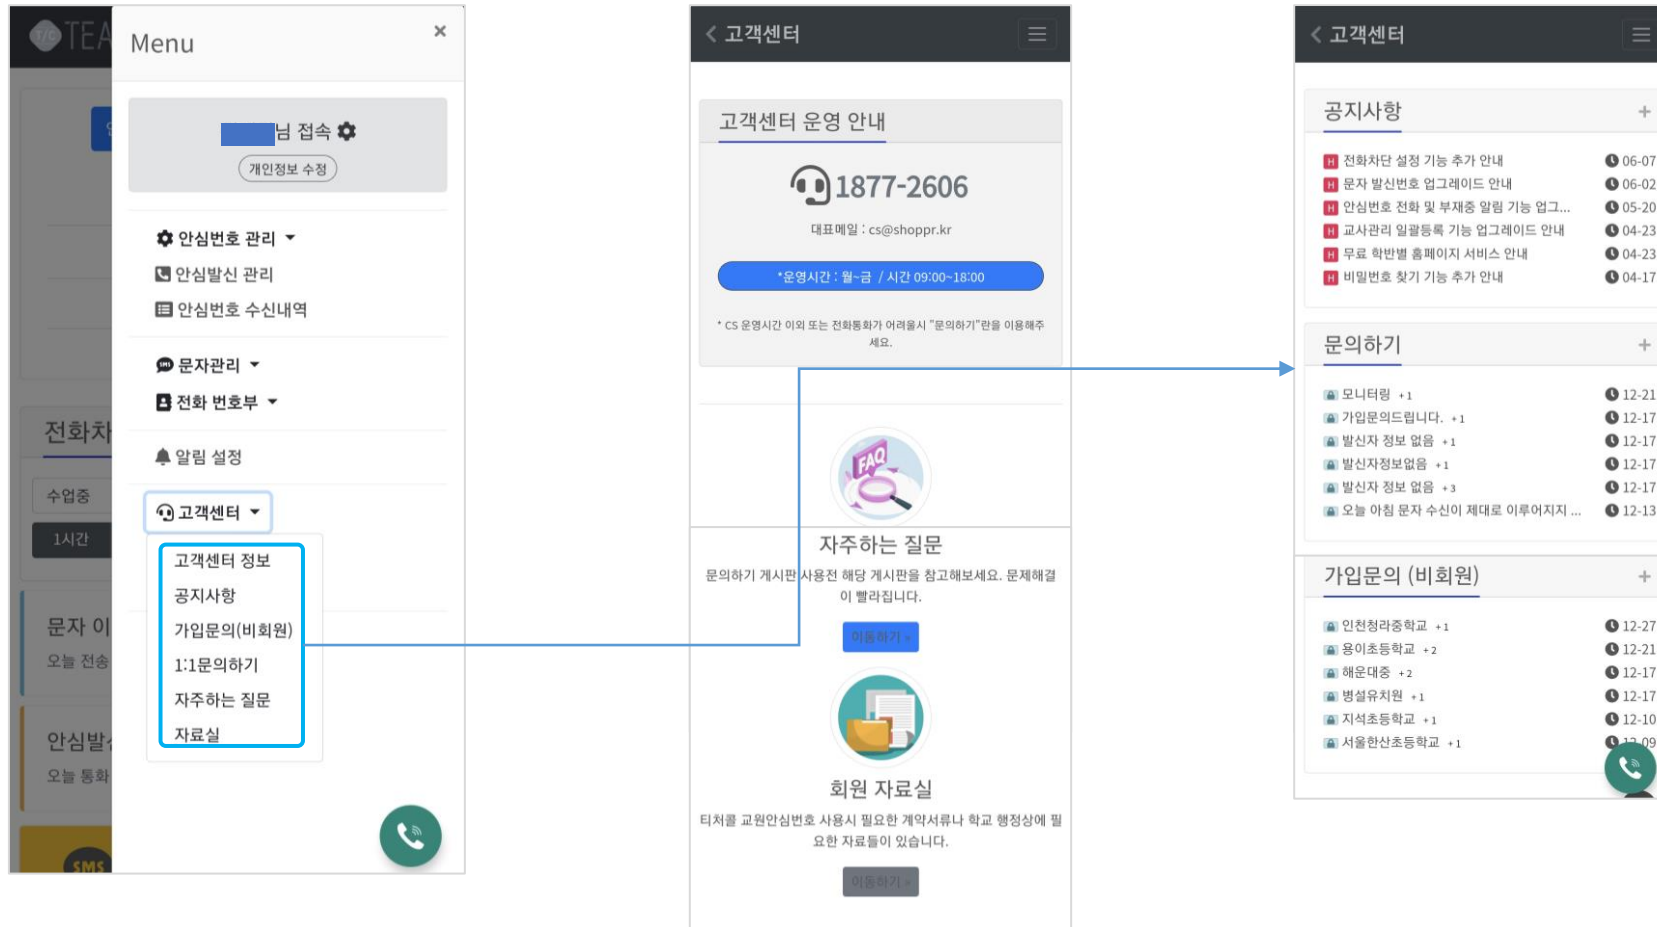 T/C TEA
Menu
×
님 접속
개인정보 수정
안심번호 관리
안심발신 관리
안심번호 수신내역
문자관리
전화 번호부
알림 설정
고객센터
고객센터 정보
공지사항
가입문의(비회원)
1:1문의하기
자주하는 질문
자료실
전화차
수업중
1시간
문자 이
오늘 전송
안심발
오늘 통화
SMS
고객센터
고객센터 운영 안내
1877-2606
대표메일 : cs@shoppr.kr
*운영시간 : 월~금 / 시간 09:00~18:00
* CS 운영시간 이외 또는 전화통화가 어려울시 "문의하기"란을 이용해주
세요.
FAQ
자주하는 질문
문의하기 게시판 사용전 해당 게시판을 참고해보세요. 문제해결
이 빨라집니다.
이동하기 »
회원 자료실
티처콜 교원안심번호 사용시 필요한 계약서류나 학교 행정상에 필
요한 자료들이 있습니다.
이동하기 »
고객센터
공지사항 +
H 전화차단 설정 기능 추가 안내 06-07
H 문자 발신번호 업그레이드 안내 06-02
H 안심번호 전화 및 부재중 알림 기능 업그... 05-20
H 교사관리 일괄등록 기능 업그레이드 안내 04-23
H 무료 학반별 홈페이지 서비스 안내 04-23
H 비밀번호 찾기 기능 추가 안내 04-17
문의하기 +
모니터링 +1 12-21
가입문의드립니다. +1 12-17
발신자 정보 없음 +1 12-17
발신자정보없음 +1 12-17
발신자 정보 없음 +3 12-17
오늘 아침 문자 수신이 제대로 이루어지지 ... 12-13
가입문의 (비회원) +
인천청라중학교 +1 12-27
용이초등학교 +2 12-21
해운대중 +2 12-17
병설유치원 +1 12-17
지석초등학교 +1 12-10
서울한산초등학교 +1 12-09